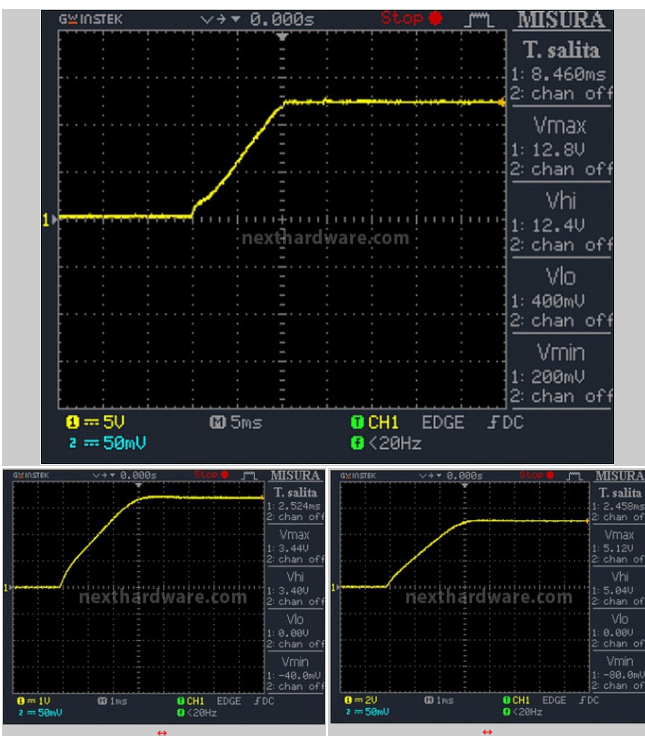 GWINSTEK 0.000s Stop MISURA
T. salita
1: 8.460ms
2: chan off
Vmax
1: 12.8V
2: chan off
Vhi
1: 12.4V
2: chan off
Vlo
1: 400mV
2: chan off
Vmin
1: 200mV
2: chan off
1
nexthardware.com
1 5V M 5ms T CH1 EDGE DC
2 50mV f <20Hz
GWINSTEK 0.000s Stop MISURA
T. salita
1: 2.524ms
2: chan off
Vmax
1: 3.44V
2: chan off
Vhi
1: 3.40V
2: chan off
Vlo
1: 0.00V
2: chan off
Vmin
1: -40.0mV
2: chan off
1
nexthardware.com
1 1V M 1ms T CH1 EDGE DC
2 50mV f <20Hz
GWINSTEK 0.000s Stop MISURA
T. salita
1: 2.458ms
2: chan off
Vmax
1: 5.12V
2: chan off
Vhi
1: 5.04V
2: chan off
Vlo
1: 0.00V
2: chan off
Vmin
1: -80.0mV
2: chan off
1
nexthardware.com
1 2V M 1ms T CH1 EDGE DC
2 50mV f <20Hz